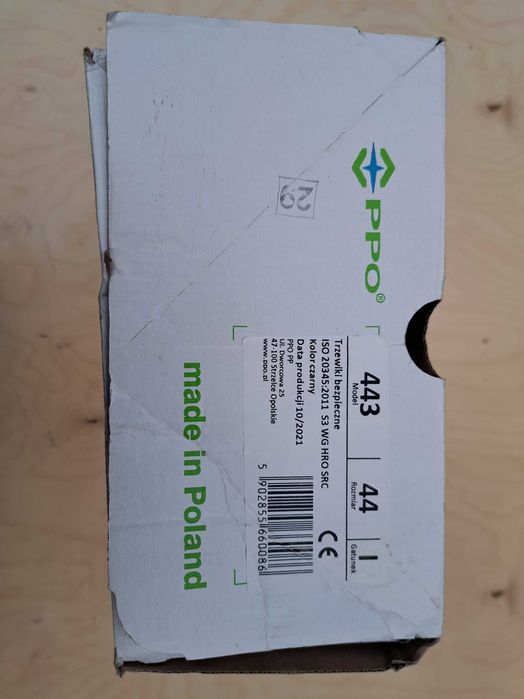 PPO®
29
443
Model
44
Rozmiar
I
Gatunek
Trzewiki bezpieczne
ISO 20345:2011 S3 WG HRO SRC
Kolor czarny
Data produkcji 10/2021
PPO PP
Ul. Dworcowa 25
47-100 Strzelce Opolskie
www.ppo.pl
CE
5 902855 660086
made in Poland